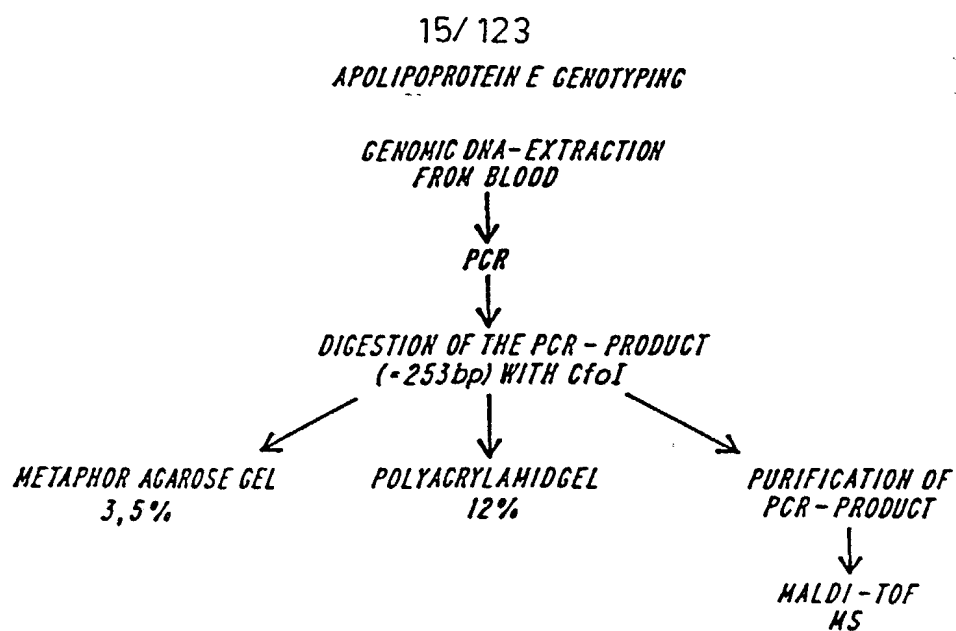 15/123
APOLIPOPROTEIN E GENOTYPING
GENOMIC DNA-EXTRACTION
FROM BLOOD
PCR
DIGESTION OF THE PCR-PRODUCT
(=253bp) WITH CfoI
METAPHOR AGAROSE GEL
3,5%
POLYACRYLAMIDGEL
12%
PURIFICATION OF
PCR-PRODUCT
MALDI-TOF
MS